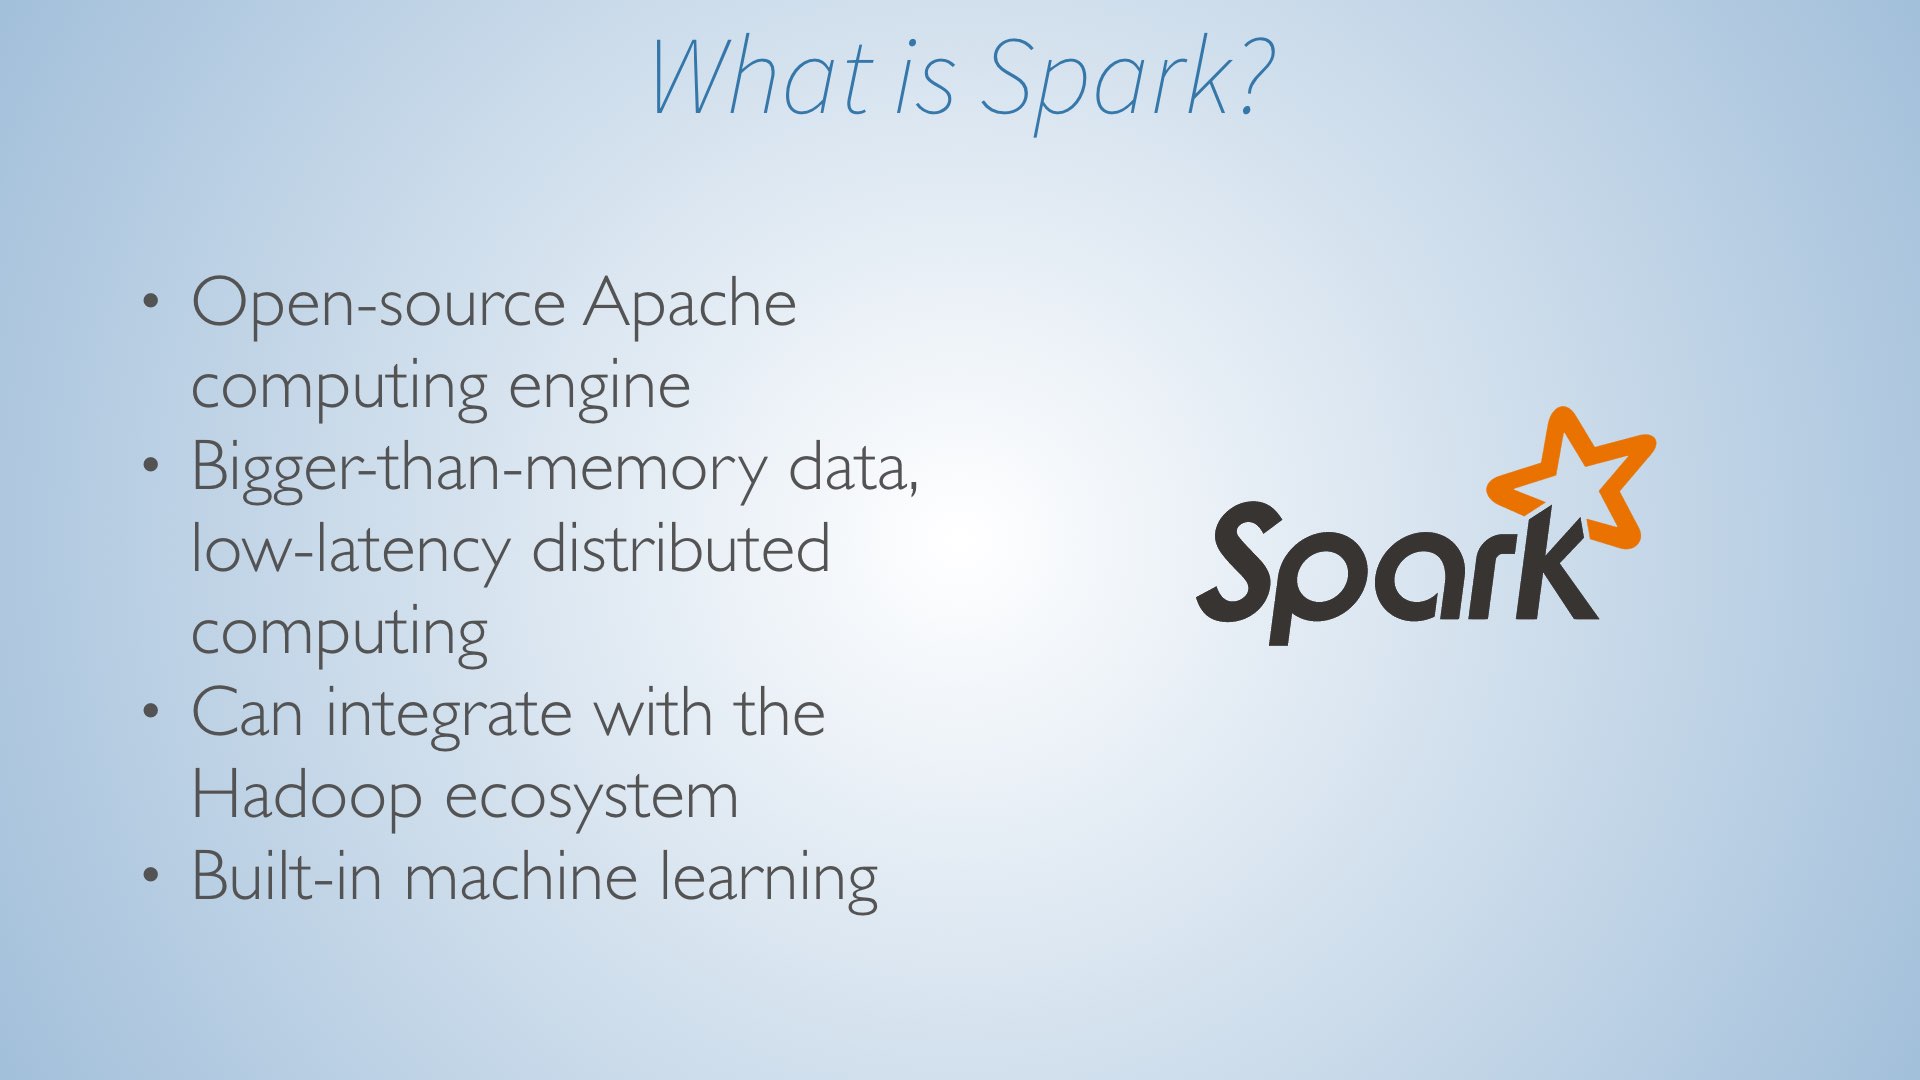 What is Spark?
• Open-source Apache
computing engine
• Bigger-than-memory data,
low-latency distributed
computing
• Can integrate with the
Hadoop ecosystem
• Built-in machine learning
Spark